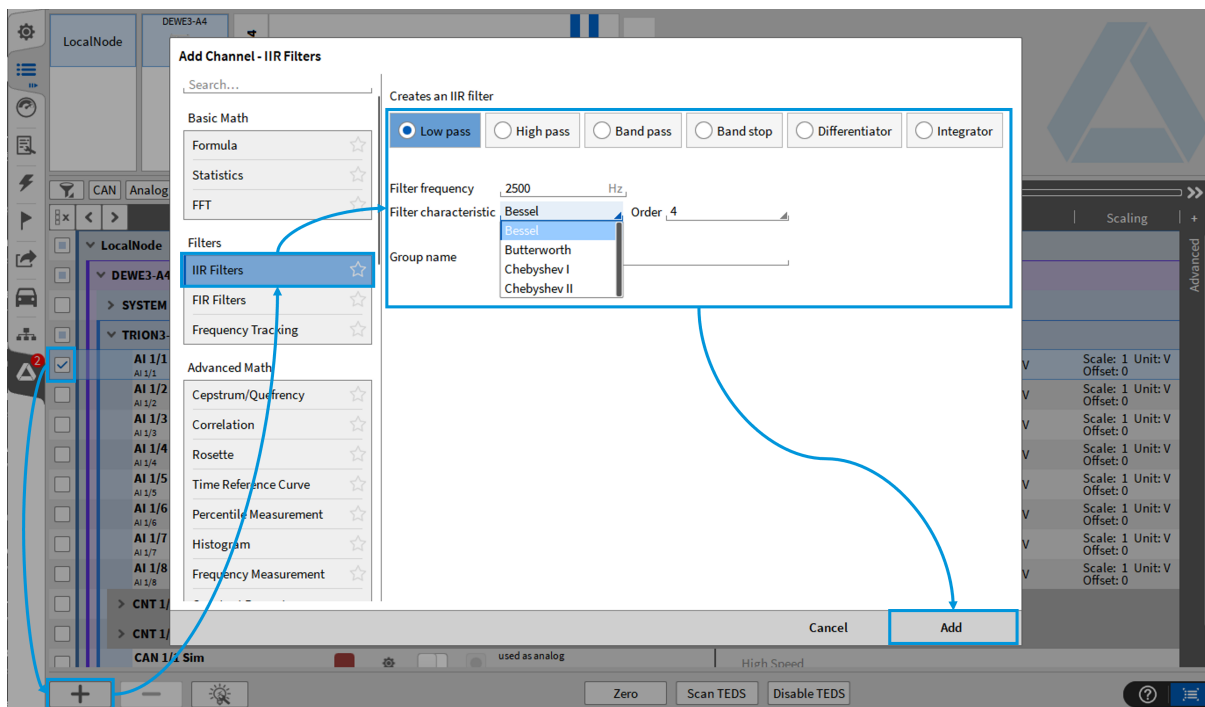 DEWE3-A4
LocalNode
Add Channel - IIR Filters
Search...
Basic Math
Formula
Statistics
FFT
Filters
IIR Filters
FIR Filters
Frequency Tracking
Advanced Math
Cepstrum/Quefrency
Correlation
Rosette
Time Reference Curve
Percentile Measurement
Histogram
Frequency Measurement
Creates an IIR filter
Low pass
High pass
Band pass
Band stop
Differentiator
Integrator
Filter frequency 2500 Hz
Filter characteristic Bessel Order 4
Bessel
Butterworth
Chebyshev I
Chebyshev II
Group name
Cancel
Add
CAN Analog
Scaling +
Advanced
LocalNode
DEWE3-A4
SYSTEM
TRION3-
2
AI 1/1
AI 1/1
V Scale: 1 Unit: V
Offset: 0
AI 1/2
AI 1/2
V Scale: 1 Unit: V
Offset: 0
AI 1/3
AI 1/3
V Scale: 1 Unit: V
Offset: 0
AI 1/4
AI 1/4
V Scale: 1 Unit: V
Offset: 0
AI 1/5
AI 1/5
V Scale: 1 Unit: V
Offset: 0
AI 1/6
AI 1/6
V Scale: 1 Unit: V
Offset: 0
AI 1/7
AI 1/7
V Scale: 1 Unit: V
Offset: 0
AI 1/8
AI 1/8
V Scale: 1 Unit: V
Offset: 0
CNT 1/
CNT 1/
CAN 1/1 Sim
used as analog
High Speed
Zero
Scan TEDS
Disable TEDS